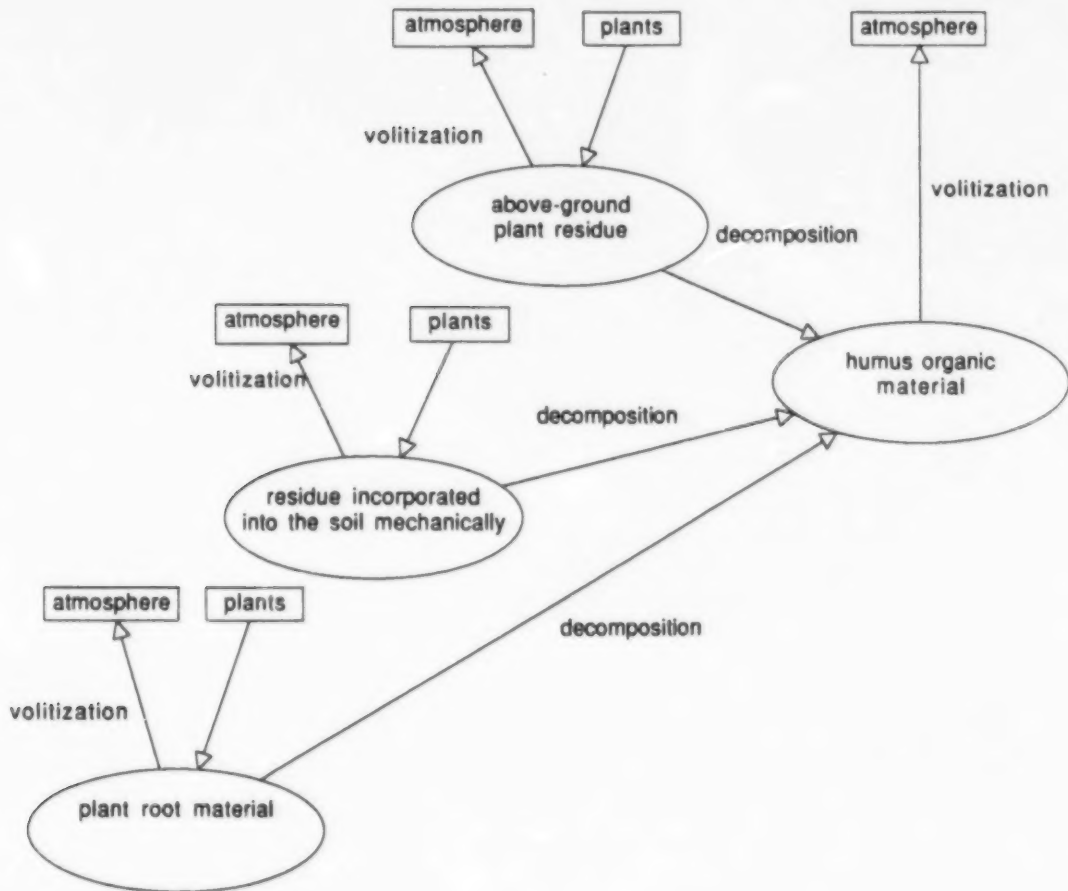 atmosphere
plants
atmosphere
volitization
volitization
above-ground
plant residue
decomposition
atmosphere
plants
humus organic
material
volitization
decomposition
residue incorporated
into the soil mechanically
atmosphere
plants
decomposition
volitization
plant root material